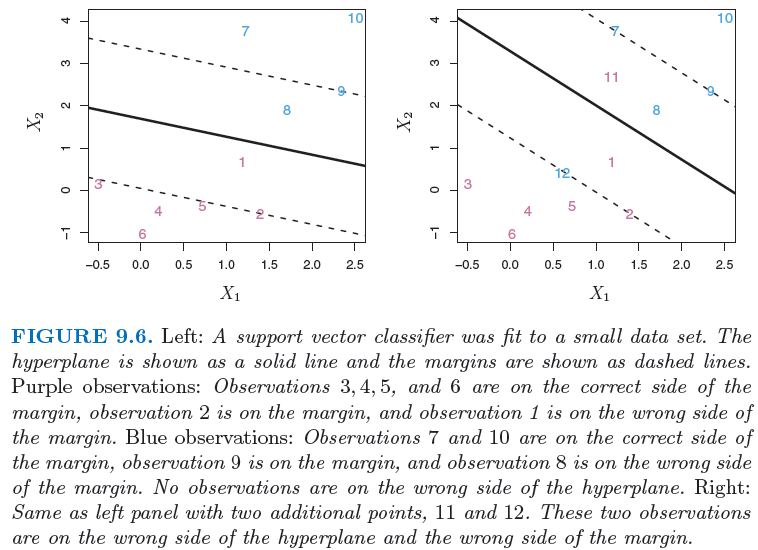 4
3
2
1
0
−1
X2
7
10
9
8
1
3
4
5
2
6
−0.5 0.0 0.5 1.0 1.5 2.0 2.5
X1
4
3
2
1
0
−1
X2
7
10
11
9
8
12
1
3
4
5
2
6
−0.5 0.0 0.5 1.0 1.5 2.0 2.5
X1
FIGURE 9.6. Left: A support vector classifier was fit to a small data set. The
hyperplane is shown as a solid line and the margins are shown as dashed lines.
Purple observations: Observations 3, 4, 5, and 6 are on the correct side of the
margin, observation 2 is on the margin, and observation 1 is on the wrong side of
the margin. Blue observations: Observations 7 and 10 are on the correct side of
the margin, observation 9 is on the margin, and observation 8 is on the wrong side
of the margin. No observations are on the wrong side of the hyperplane. Right:
Same as left panel with two additional points, 11 and 12. These two observations
are on the wrong side of the hyperplane and the wrong side of the margin.